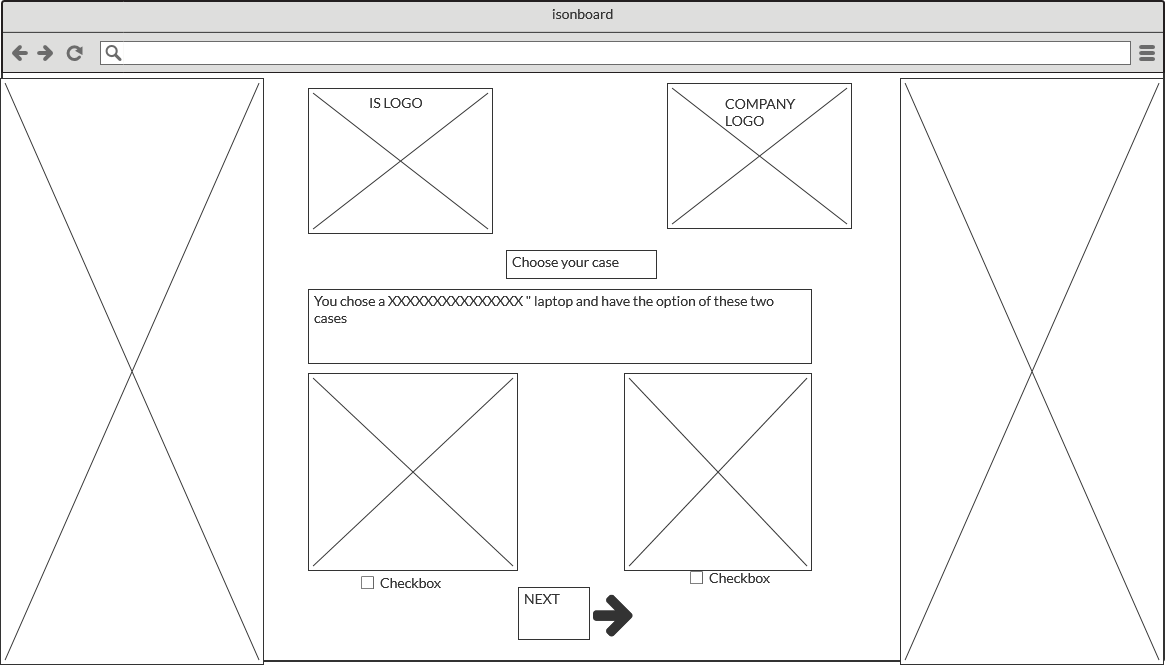 isonboard
IS LOGO
COMPANY
LOGO
Choose your case
You chose a XXXXXXXXXXXXXXX " laptop and have the option of these two
cases
Checkbox
Checkbox
NEXT